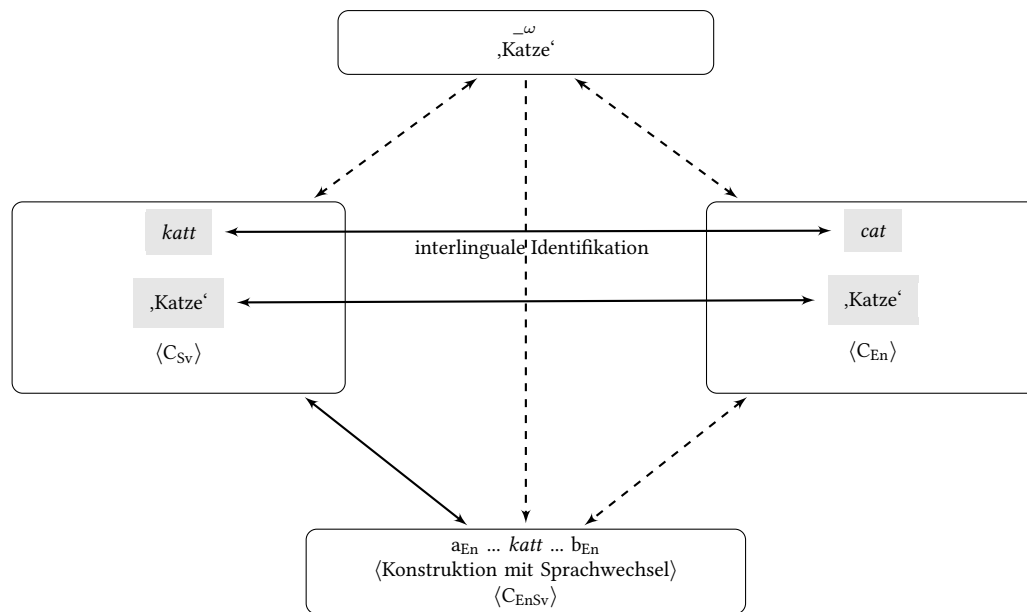 _ω
‚Katze‘
katt
cat
interlinguale Identifikation
‚Katze‘
‚Katze‘
⟨C_Sv⟩
⟨C_En⟩
a_En ... katt ... b_En
⟨Konstruktion mit Sprachwechsel⟩
⟨C_EnSv⟩